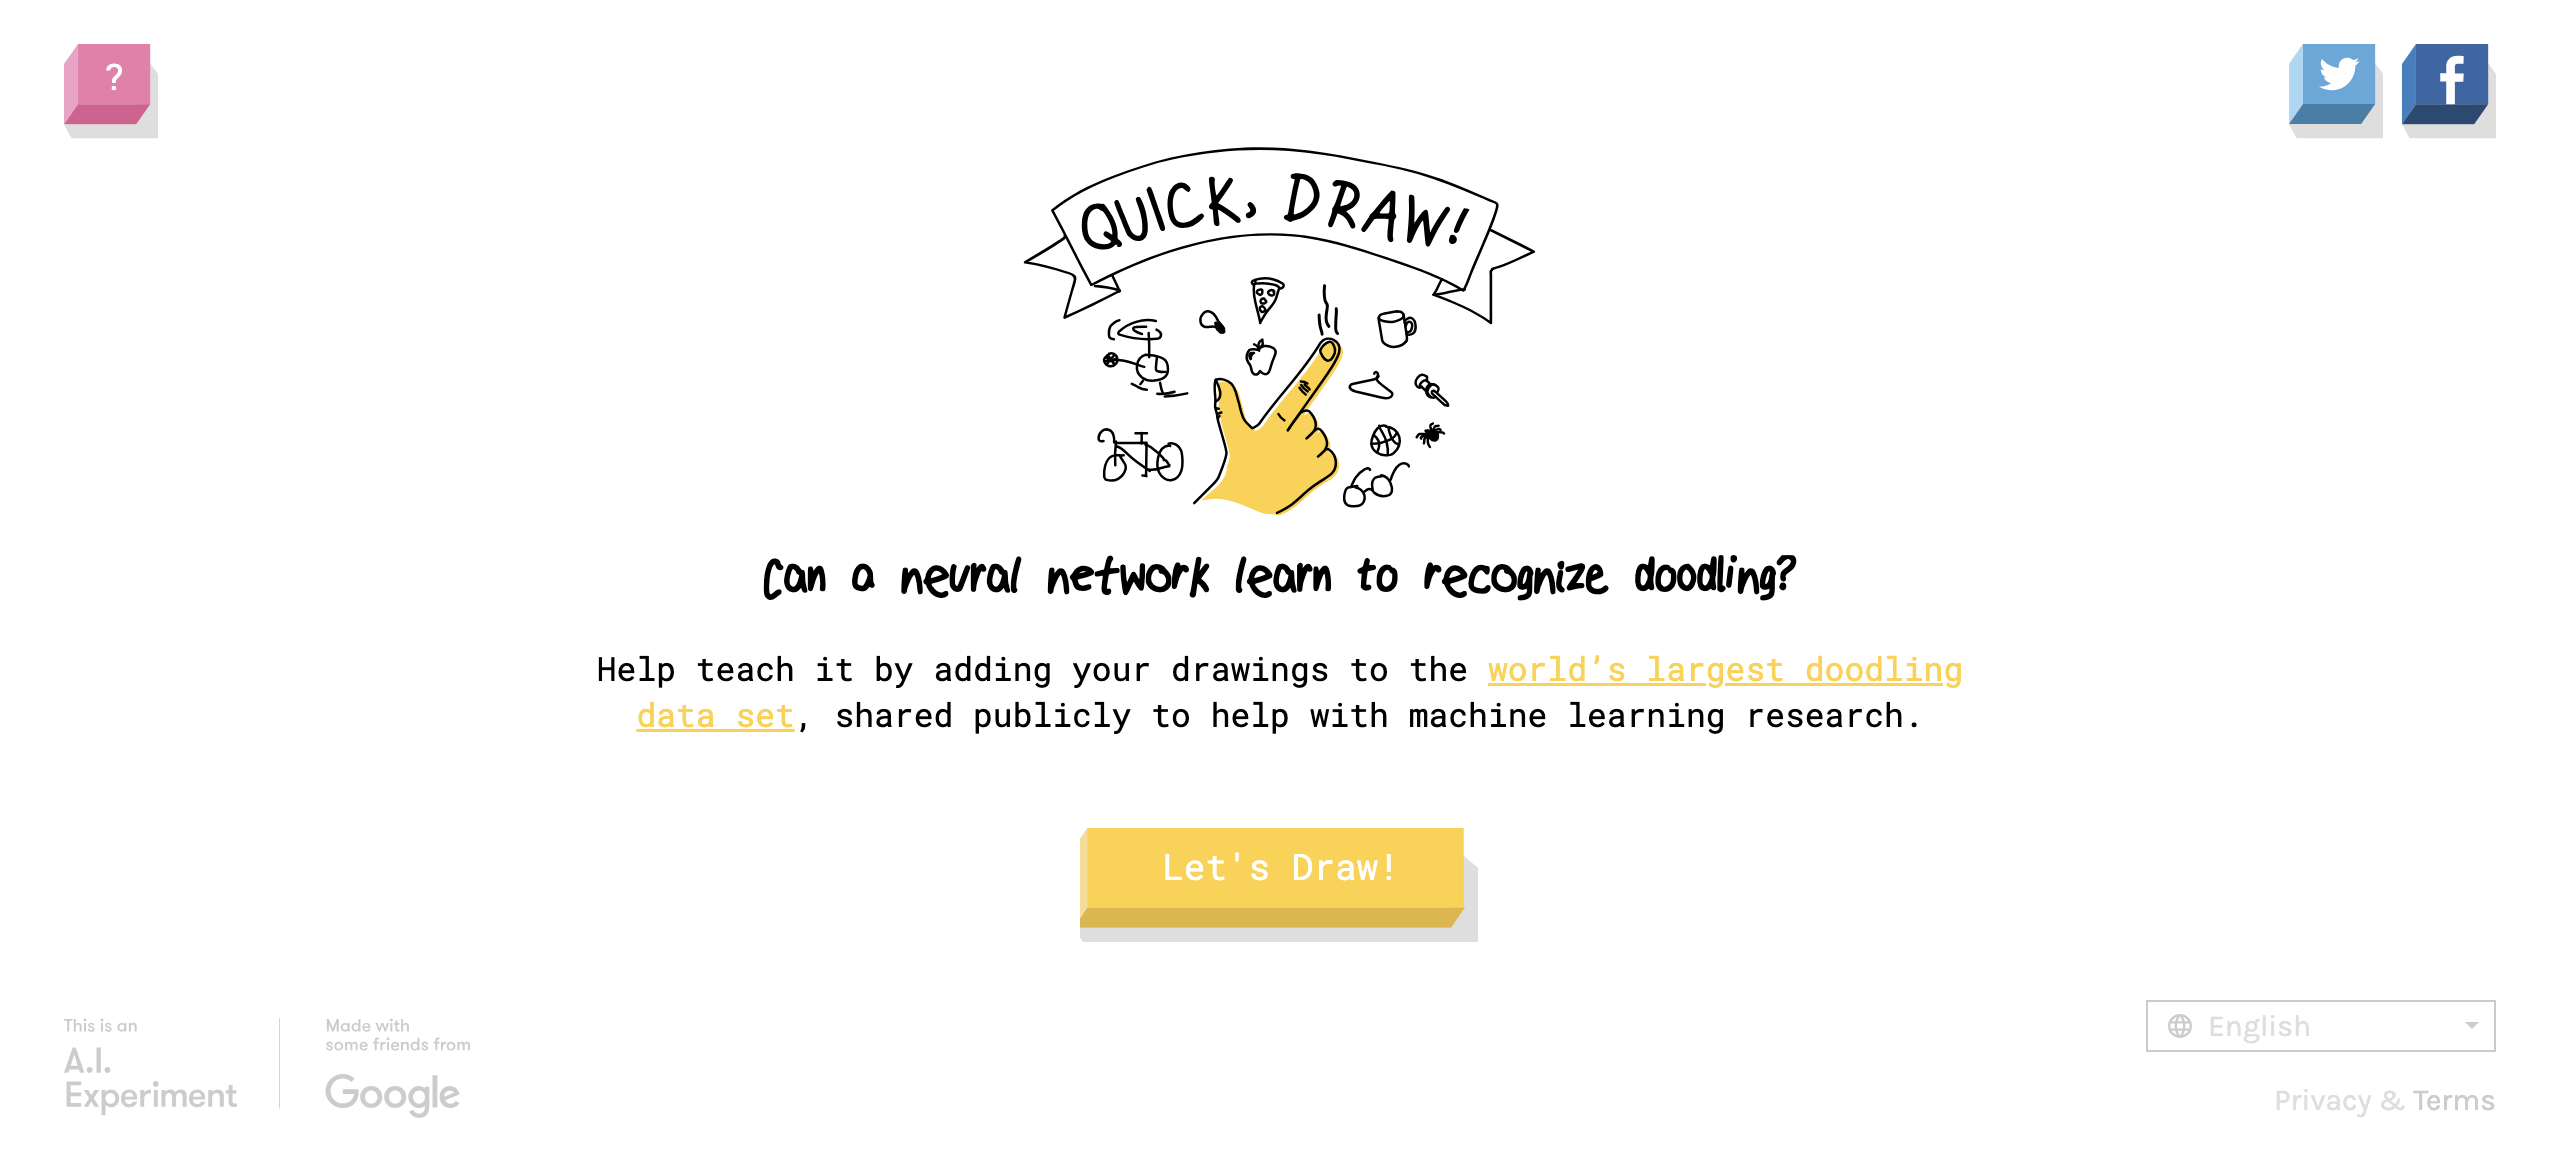 ?
QUICK, DRAW!
Can a neural network learn to recognize doodling?
Help teach it by adding your drawings to the world’s largest doodling
data set, shared publicly to help with machine learning research.
Let's Draw!
This is an
A.I.
Experiment
Made with
some friends from
Google
English
Privacy & Terms